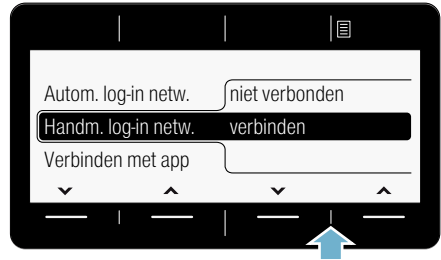 Autom. log-in netw. niet verbonden
Handm. log-in netw. verbinden
Verbinden met app